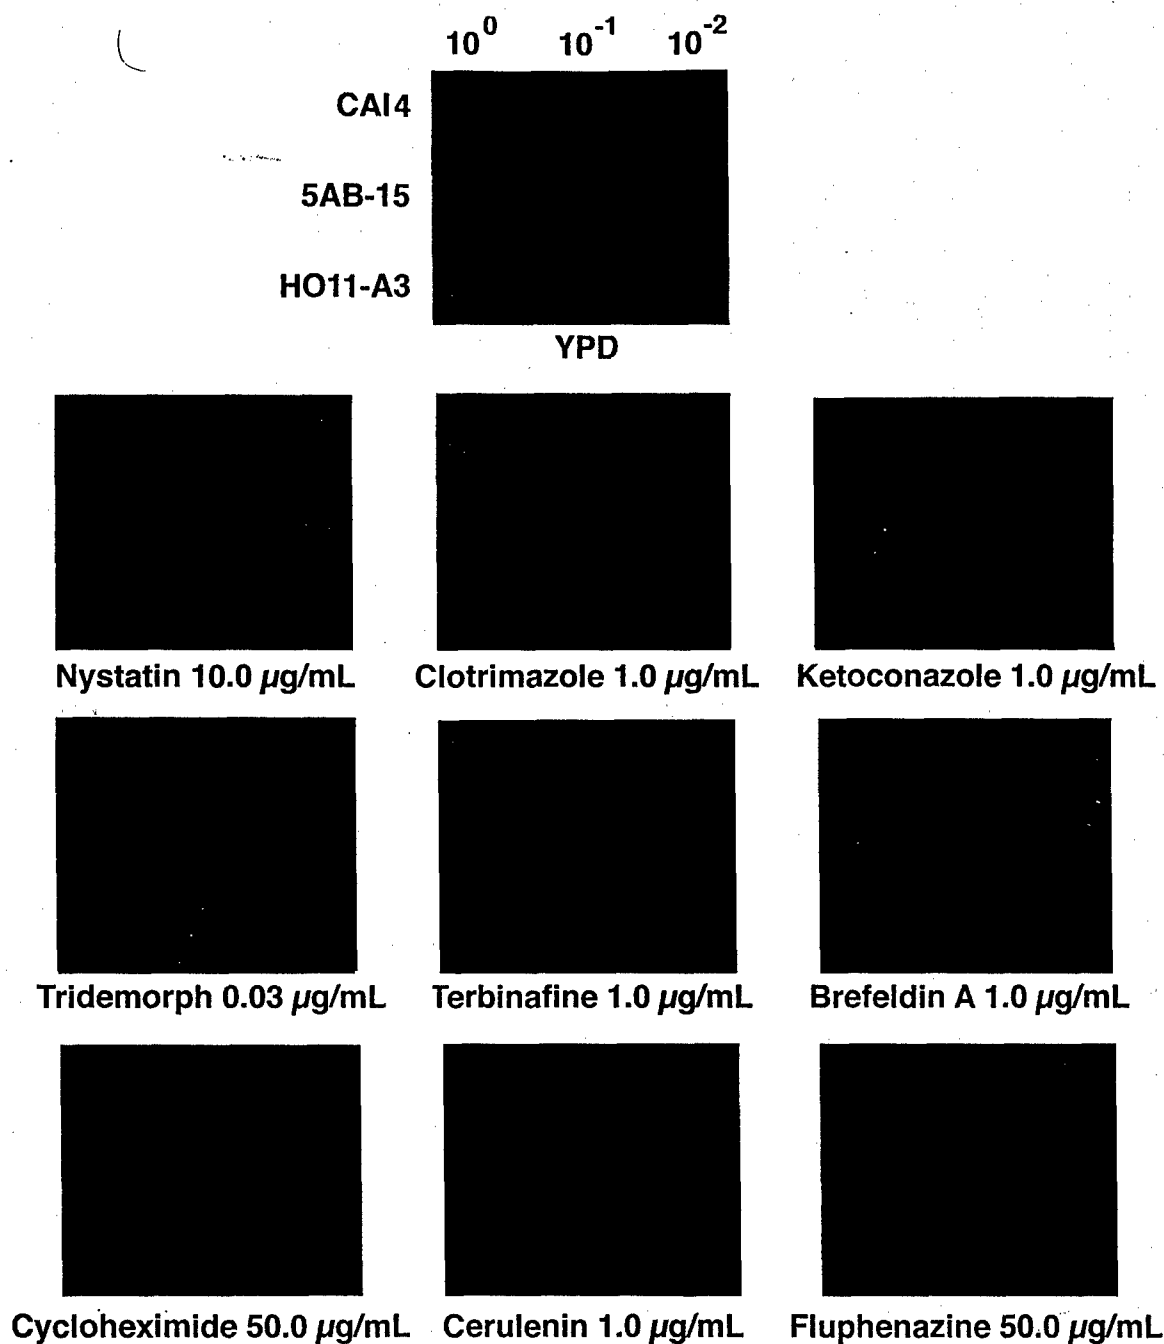 10^0 10^-1 10^-2
CAI4
5AB-15
HO11-A3
YPD
Nystatin 10.0 µg/mL Clotrimazole 1.0 µg/mL Ketoconazole 1.0 µg/mL
Tridemorph 0.03 µg/mL Terbinafine 1.0 µg/mL Brefeldin A 1.0 µg/mL
Cycloheximide 50.0 µg/mL Cerulenin 1.0 µg/mL Fluphenazine 50.0 µg/mL